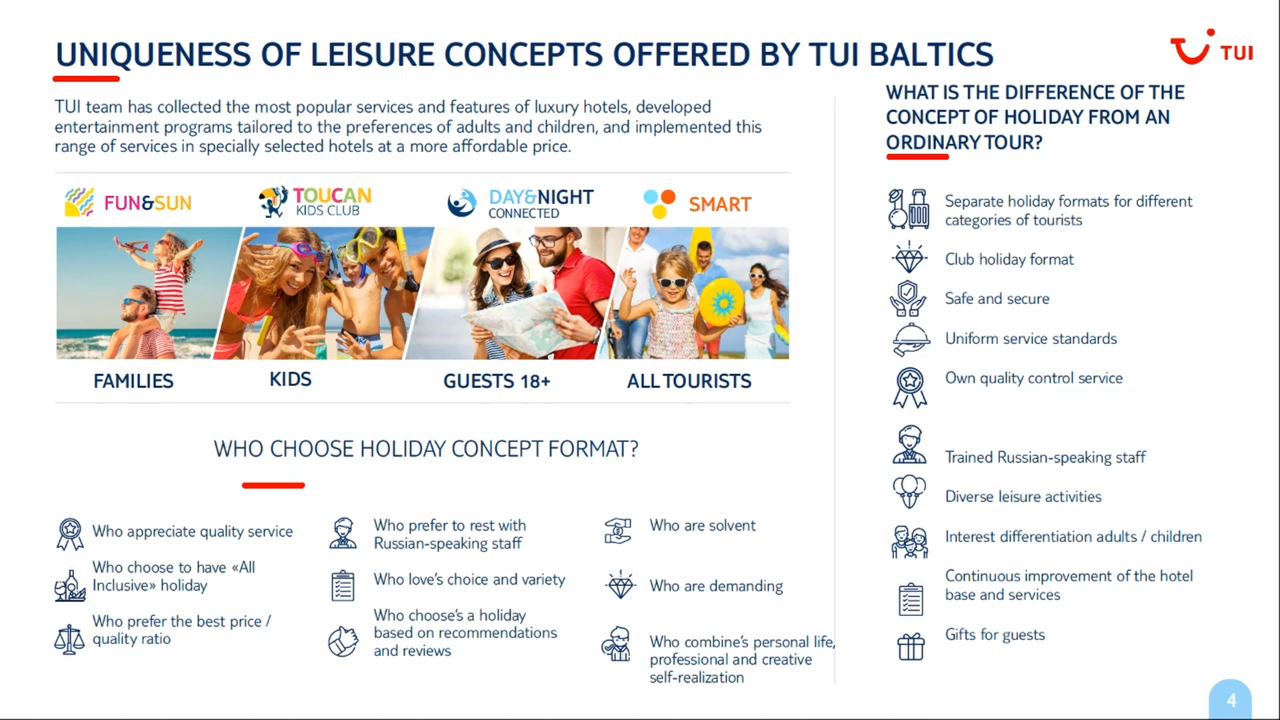 UNIQUENESS OF LEISURE CONCEPTS OFFERED BY TUI BALTICS
TUI
TUI team has collected the most popular services and features of luxury hotels, developed
entertainment programs tailored to the preferences of adults and children, and implemented this
range of services in specially selected hotels at a more affordable price.
FUN&SUN
TOUCAN
KIDS CLUB
DAY&NIGHT
CONNECTED
SMART
FAMILIES
KIDS
GUESTS 18+
ALL TOURISTS
WHO CHOOSE HOLIDAY CONCEPT FORMAT?
Who appreciate quality service
Who choose to have «All
Inclusive» holiday
Who prefer the best price /
quality ratio
Who prefer to rest with
Russian-speaking staff
Who love's choice and variety
Who choose's a holiday
based on recommendations
and reviews
Who are solvent
Who are demanding
Who combine's personal life,
professional and creative
self-realization
WHAT IS THE DIFFERENCE OF THE
CONCEPT OF HOLIDAY FROM AN
ORDINARY TOUR?
Separate holiday formats for different
categories of tourists
Club holiday format
Safe and secure
Uniform service standards
Own quality control service
Trained Russian-speaking staff
Diverse leisure activities
Interest differentiation adults / children
Continuous improvement of the hotel
base and services
Gifts for guests
4